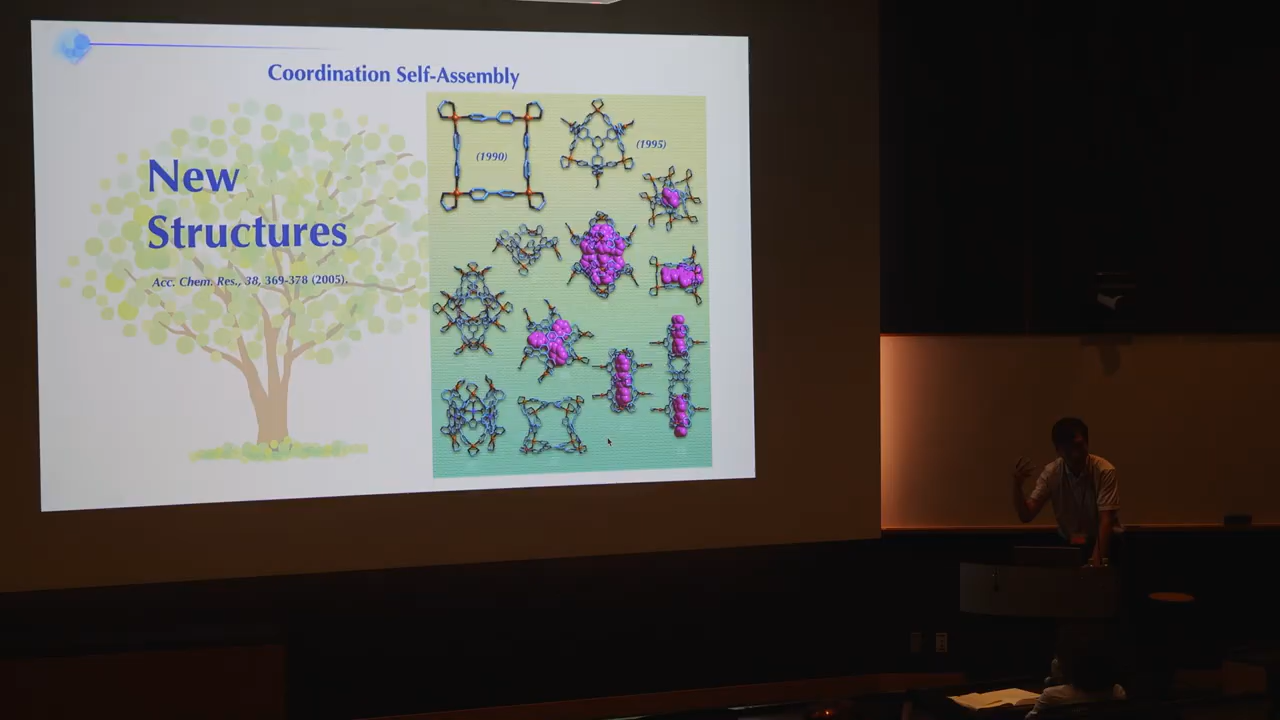 Coordination Self-Assembly
New
Structures
Acc. Chem. Res., 38, 369-378 (2005).
(1990)
(1995)